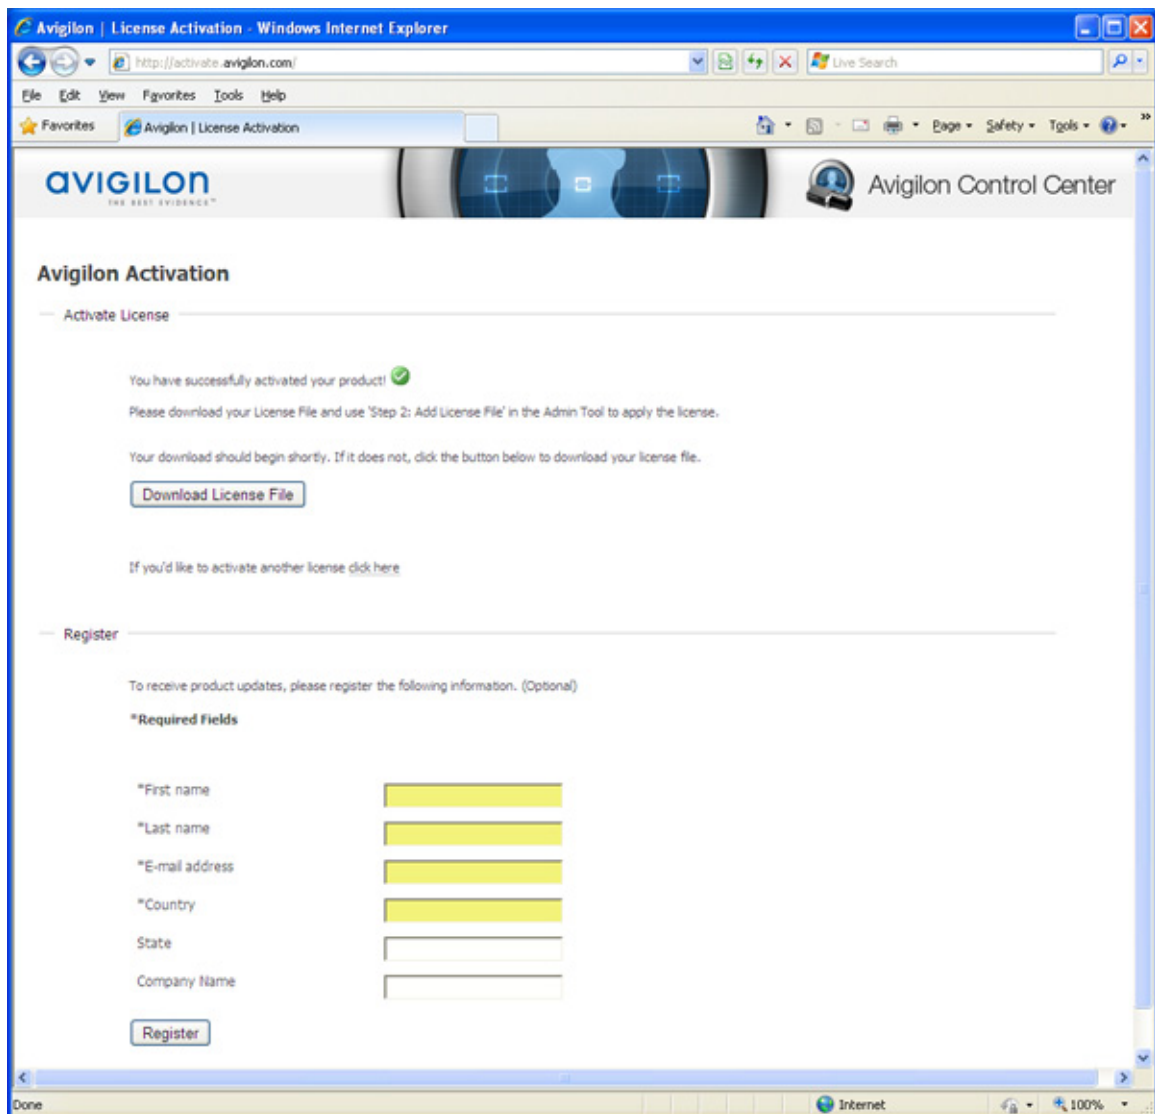 Avigilon | License Activation - Windows Internet Explorer
http://activate.avigilon.com/
Live Search
File Edit View Favorites Tools Help
Favorites
Avigilon | License Activation
Page Safety Tools
»
avigilon
THE BEST EVIDENCE™
Avigilon Control Center
Avigilon Activation
Activate License
You have successfully activated your product!
Please download your License File and use 'Step 2: Add License File' in the Admin Tool to apply the license.
Your download should begin shortly. If it does not, click the button below to download your license file.
Download License File
If you'd like to activate another license click here
Register
To receive product updates, please register the following information. (Optional)
*Required Fields
*First name
*Last name
*E-mail address
*Country
State
Company Name
Register
Done
Internet
100%